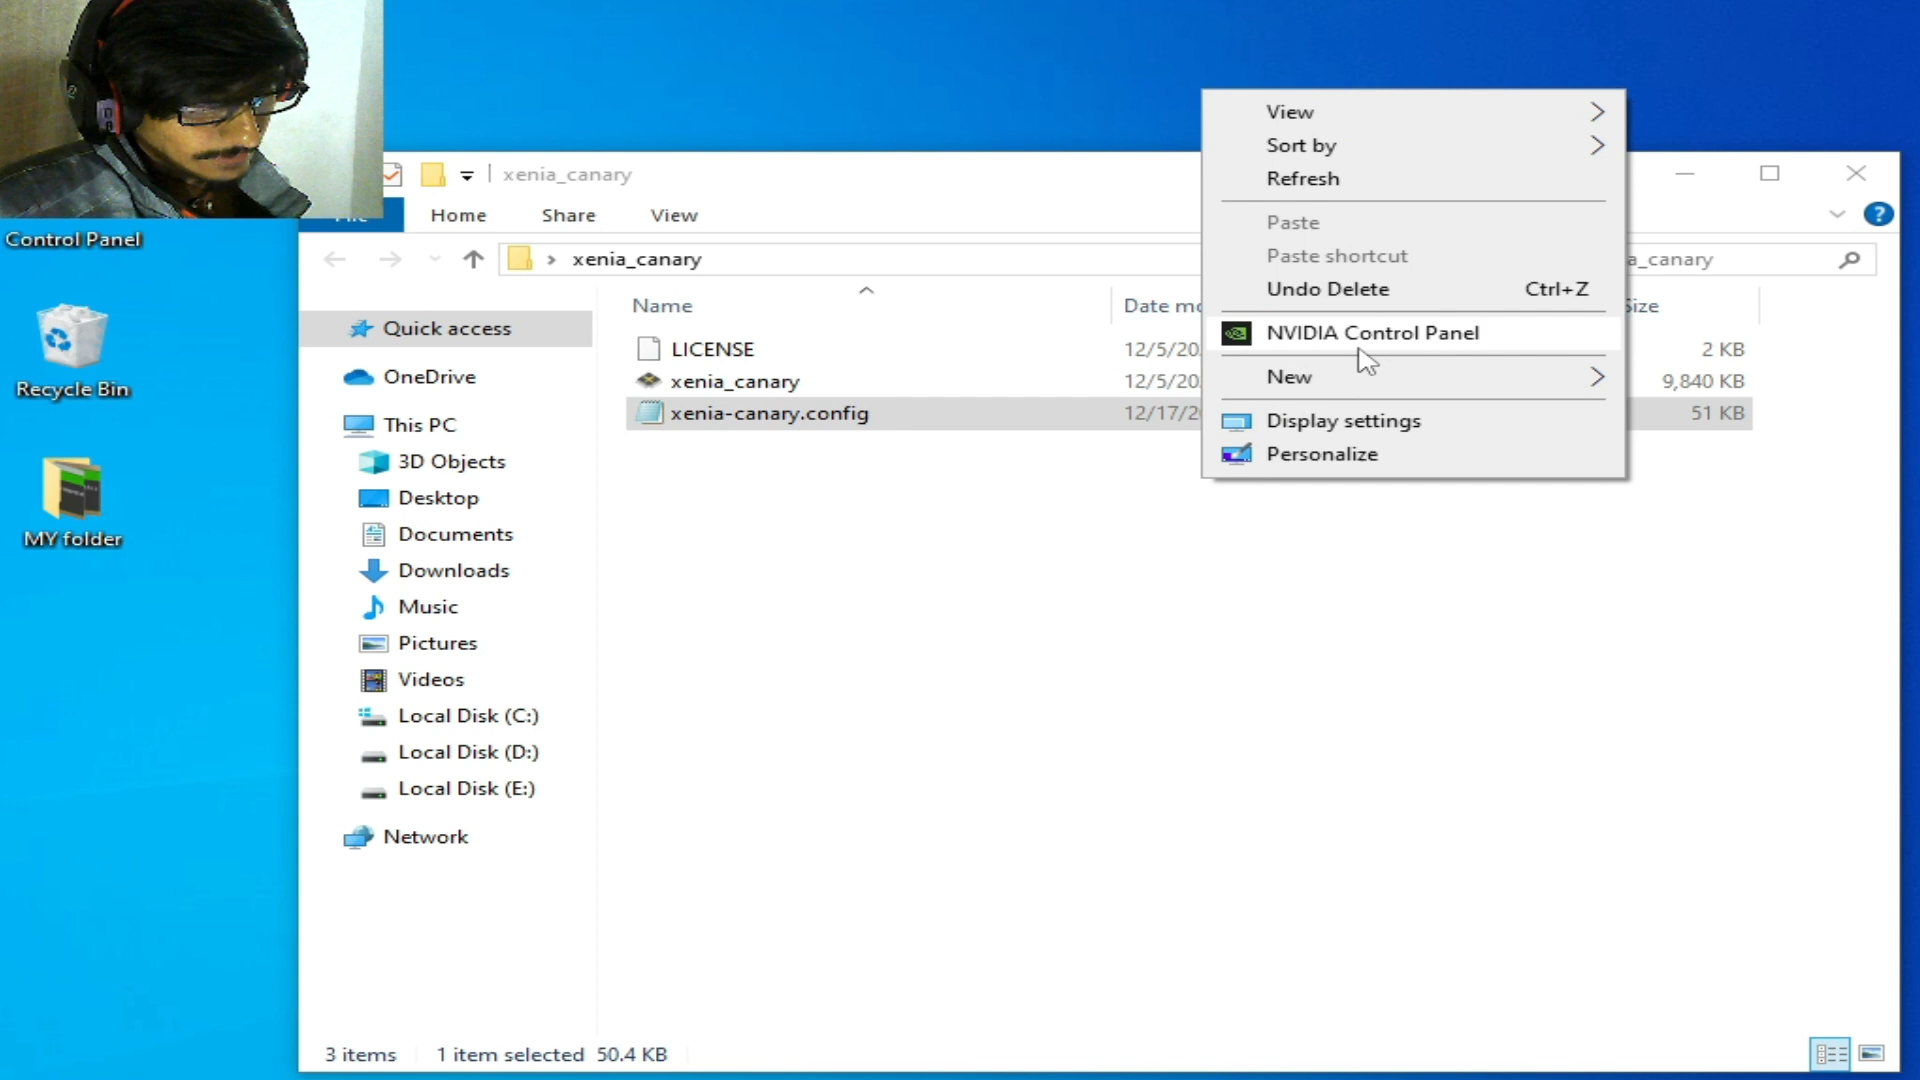 xenia_canary
Home
Share
View
xenia_canary
a_canary
Control Panel
Recycle Bin
MY folder
Quick access
OneDrive
This PC
3D Objects
Desktop
Documents
Downloads
Music
Pictures
Videos
Local Disk (C:)
Local Disk (D:)
Local Disk (E:)
Network
Name
Date mo
Size
LICENSE
12/5/20
2 KB
xenia_canary
12/5/20
9,840 KB
xenia-canary.config
12/17/2
51 KB
View
Sort by
Refresh
Paste
Paste shortcut
Undo Delete Ctrl+Z
NVIDIA Control Panel
New
Display settings
Personalize
3 items 1 item selected 50.4 KB